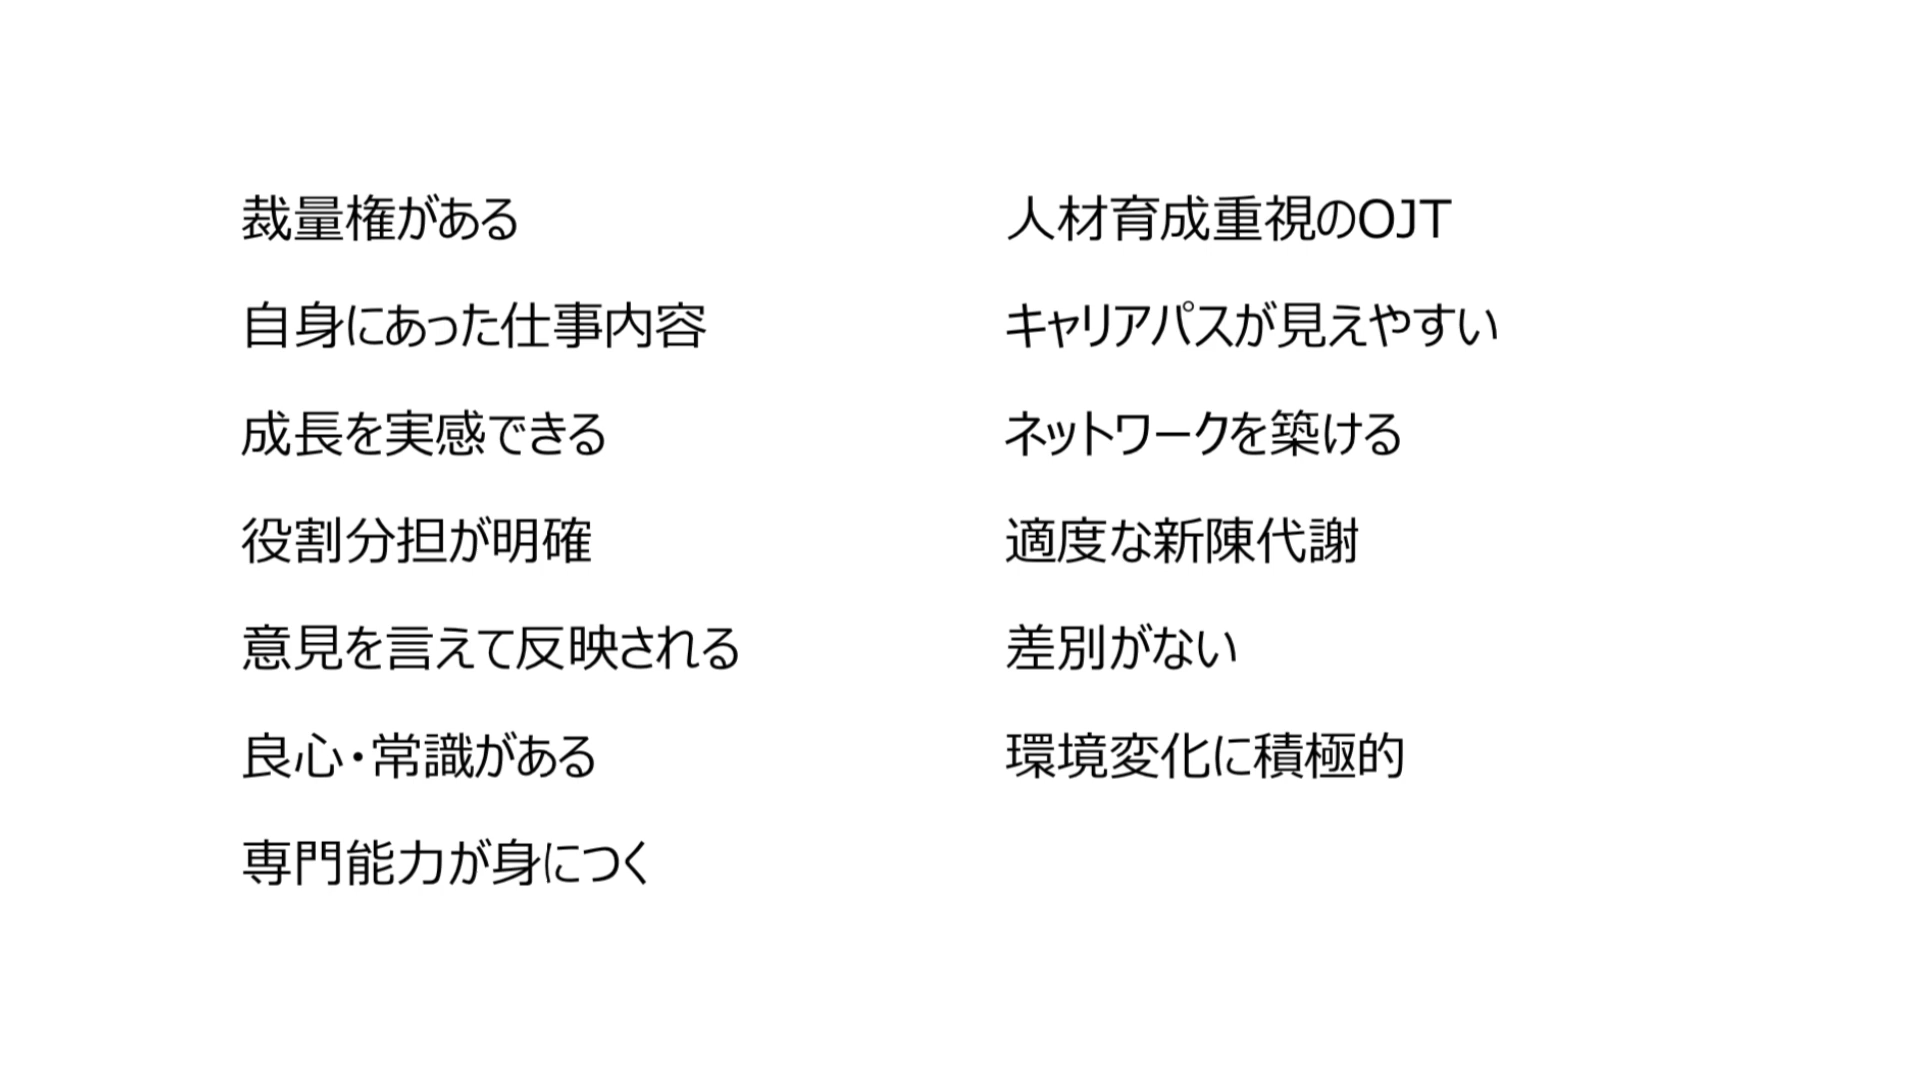 裁量権がある
自身にあった仕事内容
成長を実感できる
役割分担が明確
意見を言えて反映される
良心・常識がある
専門能力が身につく
人材育成重視のOJT
キャリアパスが見えやすい
ネットワークを築ける
適度な新陳代謝
差別がない
環境変化に積極的